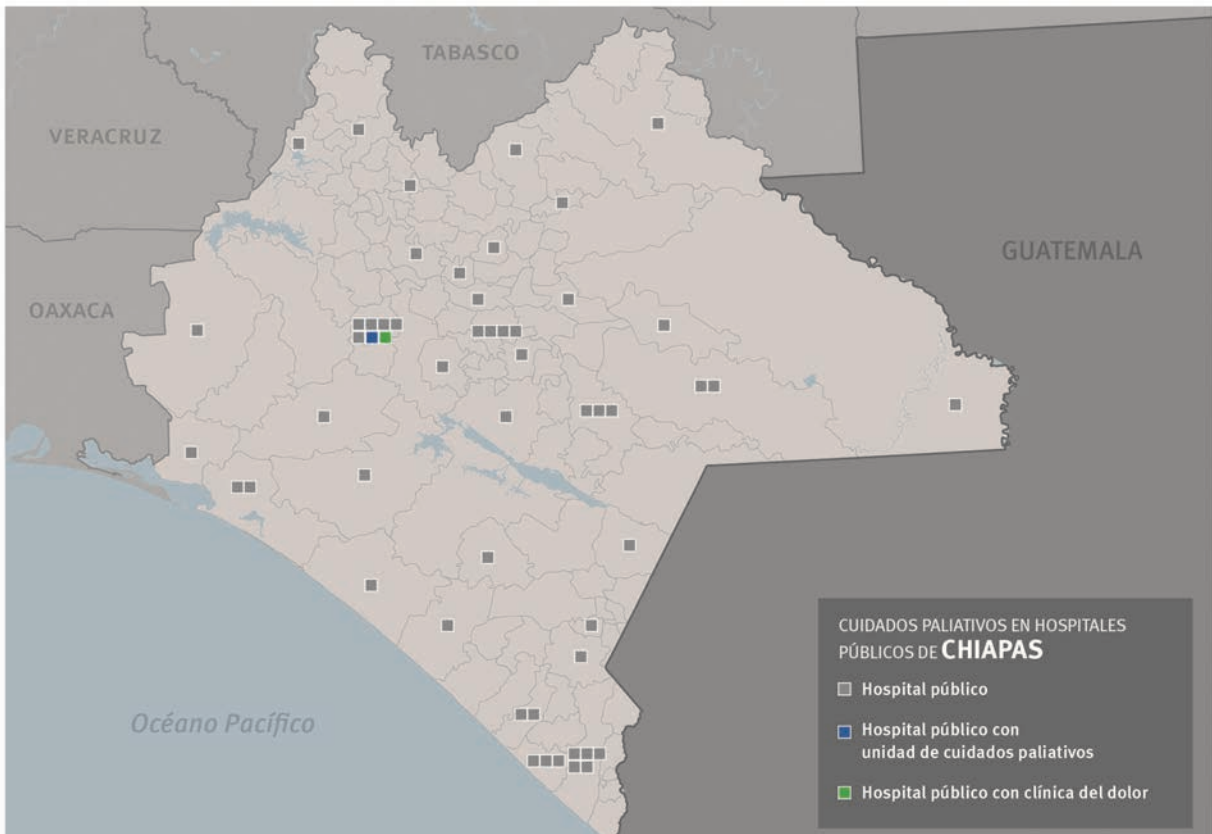 TABASCO
VERACRUZ
GUATEMALA
OAXACA
Océano Pacífico
CUIDADOS PALIATIVOS EN HOSPITALES
PÚBLICOS DE CHIAPAS
Hospital público
Hospital público con
unidad de cuidados paliativos
Hospital público con clínica del dolor